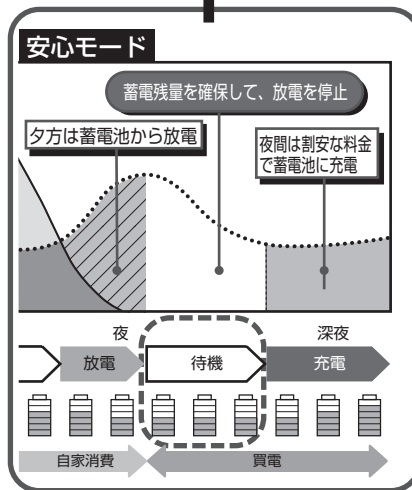 安心モード
蓄電残量を確保して、放電を停止
夕方は蓄電池から放電
夜間は割安な料金
で蓄電池に充電
夜
深夜
放電
待機
充電
自家消費
買電